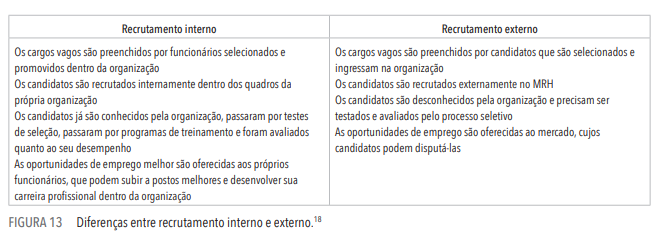 Recrutamento interno
Recrutamento externo
Os cargos vagos são preenchidos por funcionários selecionados e
promovidos dentro da organização
Os candidatos são recrutados internamente dentro dos quadros da
própria organização
Os candidatos já são conhecidos pela organização, passaram por testes
de seleção, passaram por programas de treinamento e foram avaliados
quanto ao seu desempenho
As oportunidades de emprego melhor são oferecidas aos próprios
funcionários, que podem subir a postos melhores e desenvolver sua
carreira profissional dentro da organização
Os cargos vagos são preenchidos por candidatos que são selecionados e
ingressam na organização
Os candidatos são recrutados externamente no MRH
Os candidatos são desconhecidos pela organização e precisam ser
testados e avaliados pelo processo seletivo
As oportunidades de emprego são oferecidas ao mercado, cujos
candidatos podem disputá-las
FIGURA 13 Diferenças entre recrutamento interno e externo.18